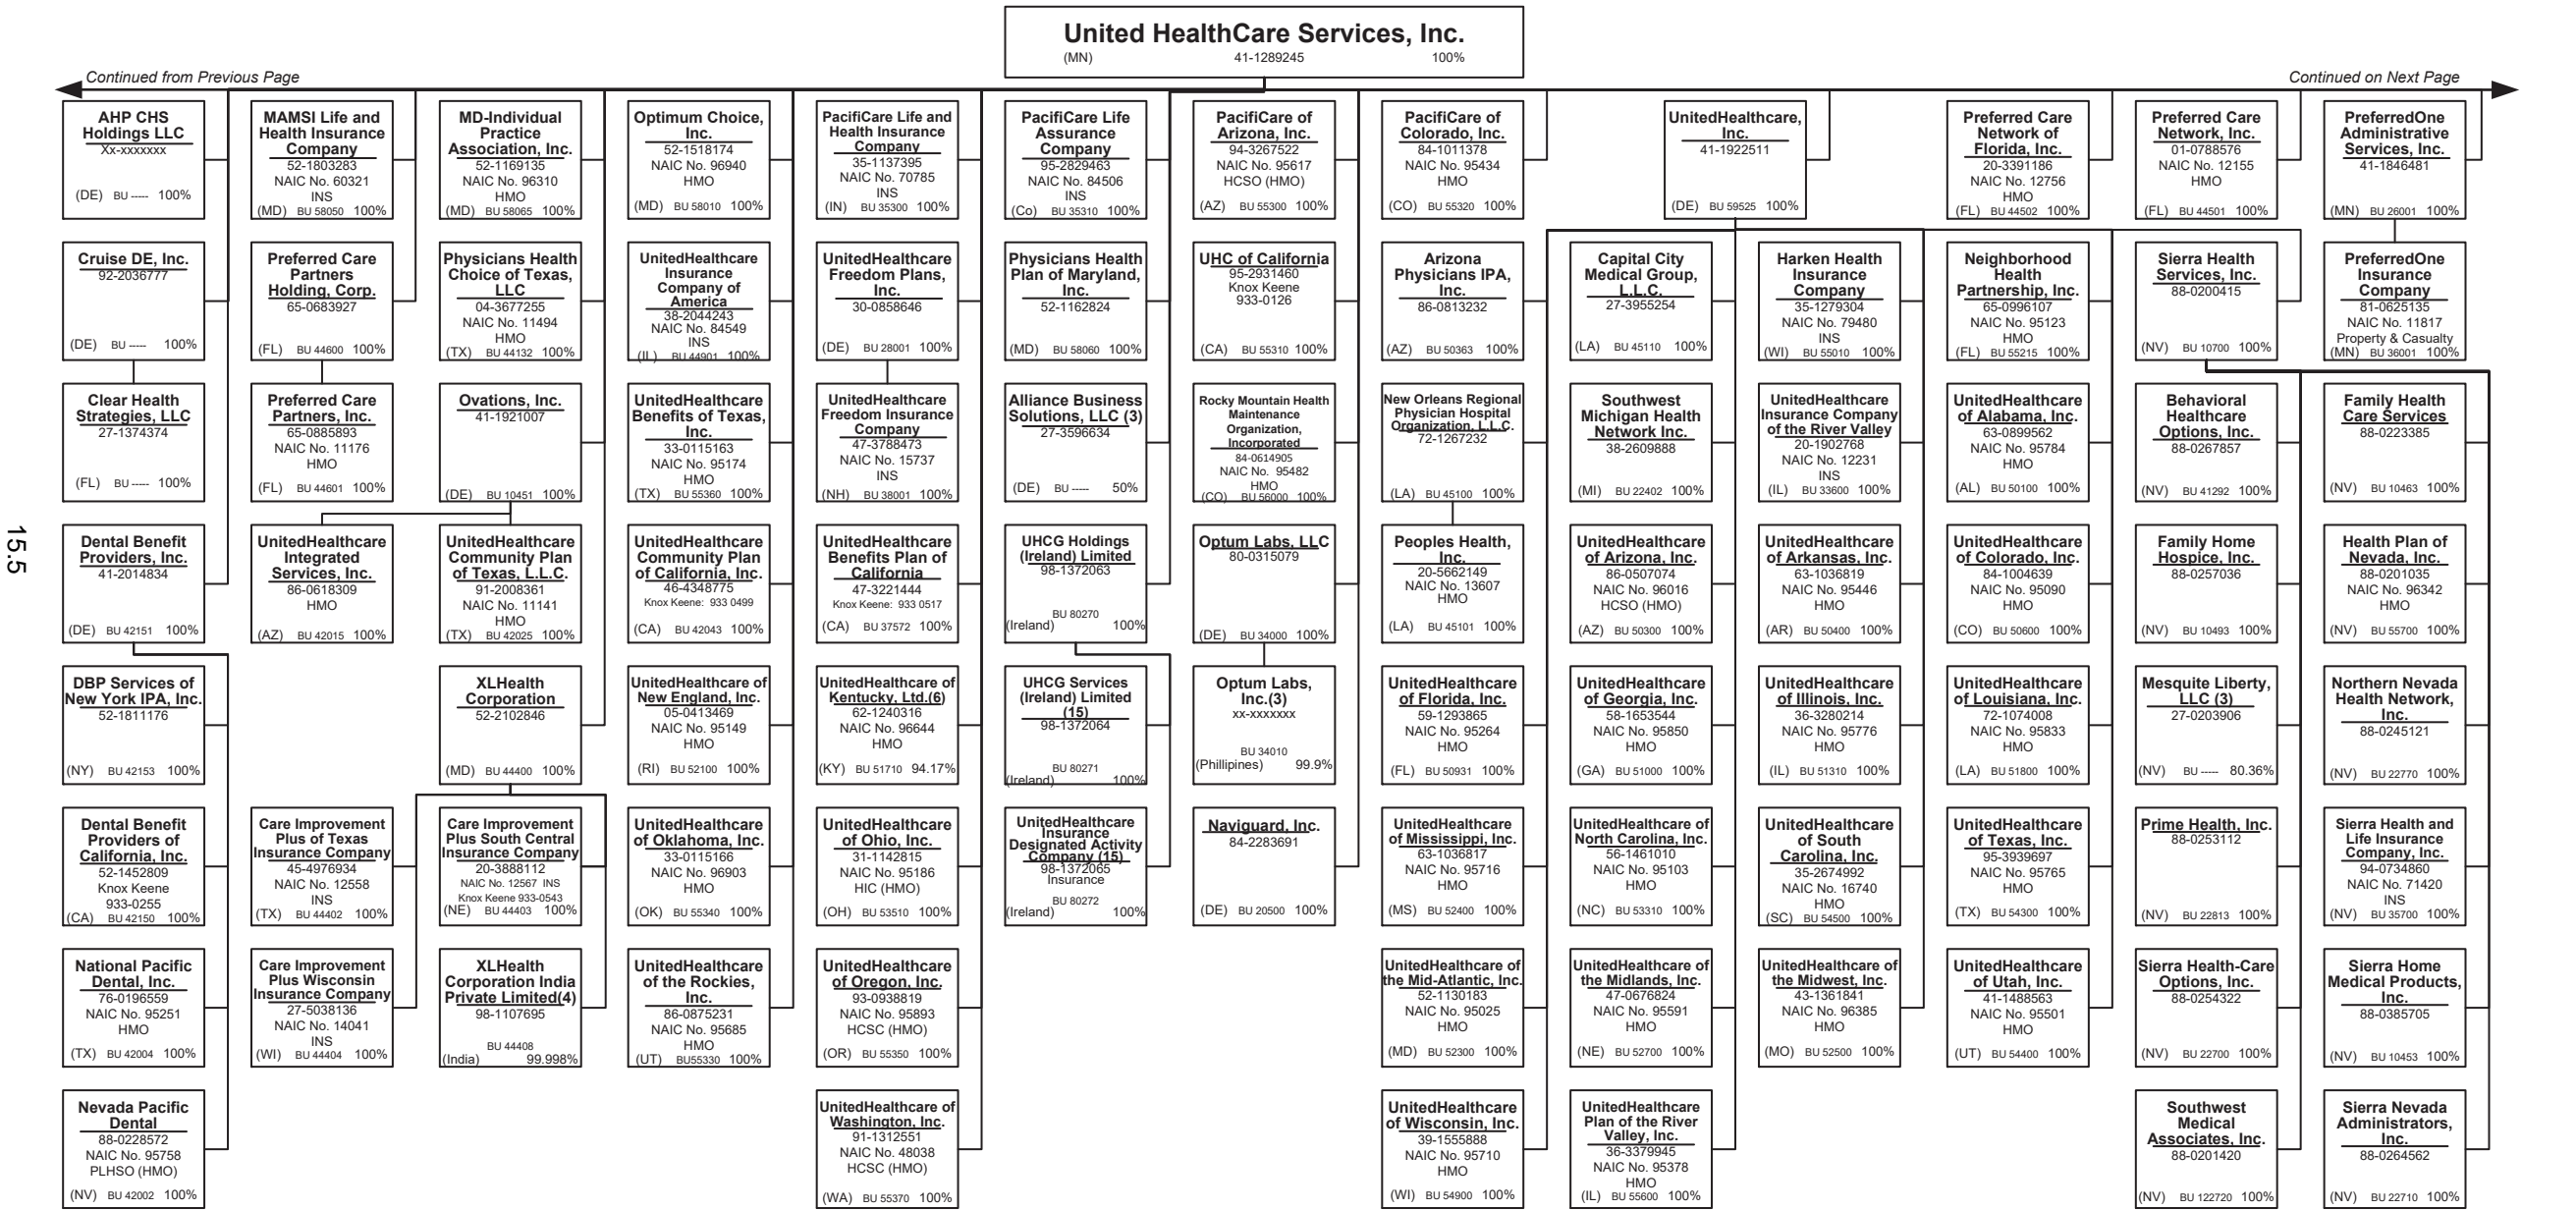 United HealthCare Services, Inc.
(MN) 41-1289245 100%
Continued from Previous Page
Continued on Next Page
AHP CHS
Holdings LLC
Xx-xxxxxxx
(DE) BU ----- 100%
MAMSI Life and
Health Insurance
Company
52-1803283
NAIC No. 60321
INS
(MD) BU 58050 100%
MD-Individual
Practice
Association, Inc.
52-1169135
NAIC No. 96310
HMO
(MD) BU 58065 100%
Optimum Choice,
Inc.
52-1518174
NAIC No. 96940
HMO
(MD) BU 58010 100%
PacifiCare Life and
Health Insurance
Company
35-1137395
NAIC No. 70785
INS
(IN) BU 35300 100%
PacifiCare Life
Assurance
Company
95-2829463
NAIC No. 84506
INS
(Co) BU 35310 100%
PacifiCare of
Arizona, Inc.
94-3267522
NAIC No. 95617
HCSO (HMO)
(AZ) BU 55300 100%
PacifiCare of
Colorado, Inc.
84-1011378
NAIC No. 95434
HMO
(CO) BU 55320 100%
UnitedHealthcare,
Inc.
41-1922511
(DE) BU 59525 100%
Preferred Care
Network of
Florida, Inc.
20-3391186
NAIC No. 12756
HMO
(FL) BU 44502 100%
Preferred Care
Network, Inc.
01-0788576
NAIC No. 12155
HMO
(FL) BU 44501 100%
PreferredOne
Administrative
Services, Inc.
41-1846481
(MN) BU 26001 100%
Cruise DE, Inc.
92-2036777
(DE) BU ----- 100%
Preferred Care
Partners
Holding, Corp.
65-0683927
(FL) BU 44600 100%
Physicians Health
Choice of Texas,
LLC
04-3677255
NAIC No. 11494
HMO
(TX) BU 44132 100%
UnitedHealthcare
Insurance
Company of
America
38-2044243
NAIC No. 84549
INS
(IL) BU 44901 100%
UnitedHealthcare
Freedom Plans,
Inc.
30-0858646
(DE) BU 28001 100%
Physicians Health
Plan of Maryland,
Inc.
52-1162824
(MD) BU 58060 100%
UHC of California
95-2931460
Knox Keene
933-0126
(CA) BU 55310 100%
Arizona
Physicians IPA,
Inc.
86-0813232
(AZ) BU 50363 100%
Capital City
Medical Group,
L.L.C.
27-3955254
(LA) BU 45110 100%
Harken Health
Insurance
Company
35-1279304
NAIC No. 79480
INS
(WI) BU 55010 100%
Neighborhood
Health
Partnership, Inc.
65-0996107
NAIC No. 95123
HMO
(FL) BU 55215 100%
Sierra Health
Services, Inc.
88-0200415
(NV) BU 10700 100%
PreferredOne
Insurance
Company
81-0625135
NAIC No. 11817
Property & Casualty
(MN) BU 36001 100%
Clear Health
Strategies, LLC
27-1374374
(FL) BU ----- 100%
Preferred Care
Partners, Inc.
65-0885893
NAIC No. 11176
HMO
(FL) BU 44601 100%
Ovations, Inc.
41-1921007
(DE) BU 10451 100%
UnitedHealthcare
Benefits of Texas,
Inc.
33-0115163
NAIC No. 95174
HMO
(TX) BU 55360 100%
UnitedHealthcare
Freedom Insurance
Company
47-3788473
NAIC No. 15737
INS
(NH) BU 38001 100%
Alliance Business
Solutions, LLC (3)
27-3596634
(DE) BU ----- 50%
Rocky Mountain Health
Maintenance
Organization,
Incorporated
84-0614905
NAIC No. 95482
HMO
(CO) BU 56000 100%
New Orleans Regional
Physician Hospital
Organization, L.L.C.
72-1267232
(LA) BU 45100 100%
Southwest
Michigan Health
Network Inc.
38-2609888
(MI) BU 22402 100%
UnitedHealthcare
Insurance Company
of the River Valley
20-1902768
NAIC No. 12231
INS
(IL) BU 33600 100%
UnitedHealthcare
of Alabama, Inc.
63-0899562
NAIC No. 95784
HMO
(AL) BU 50100 100%
Behavioral
Healthcare
Options, Inc.
88-0267857
(NV) BU 41292 100%
Family Health
Care Services
88-0223385
(NV) BU 10463 100%
15.5
Dental Benefit
Providers, Inc.
41-2014834
(DE) BU 42151 100%
UnitedHealthcare
Integrated
Services, Inc.
86-0618309
HMO
(AZ) BU 42015 100%
UnitedHealthcare
Community Plan
of Texas, L.L.C.
91-2008361
NAIC No. 11141
HMO
(TX) BU 42025 100%
UnitedHealthcare
Community Plan
of California, Inc.
46-4348775
Knox Keene: 933 0499
(CA) BU 42043 100%
UnitedHealthcare
Benefits Plan of
California
47-3221444
Knox Keene: 933 0517
(CA) BU 37572 100%
UHCG Holdings
(Ireland) Limited
98-1372063
BU 80270
(Ireland) 100%
Optum Labs, LLC
80-0315079
(DE) BU 34000 100%
Peoples Health,
Inc.
20-5662149
NAIC No. 13607
HMO
(LA) BU 45101 100%
UnitedHealthcare
of Arizona, Inc.
86-0507074
NAIC No. 96016
HCSO (HMO)
(AZ) BU 50300 100%
UnitedHealthcare
of Arkansas, Inc.
63-1036819
NAIC No. 95446
HMO
(AR) BU 50400 100%
UnitedHealthcare
of Colorado, Inc.
84-1004639
NAIC No. 95090
HMO
(CO) BU 50600 100%
Family Home
Hospice, Inc.
88-0257036
(NV) BU 10493 100%
Health Plan of
Nevada, Inc.
88-0201035
NAIC No. 96342
HMO
(NV) BU 55700 100%
DBP Services of
New York IPA, Inc.
52-1811176
(NY) BU 42153 100%
XLHealth
Corporation
52-2102846
(MD) BU 44400 100%
UnitedHealthcare of
New England, Inc.
05-0413469
NAIC No. 95149
HMO
(RI) BU 52100 100%
UnitedHealthcare of
Kentucky, Ltd.(6)
62-1240316
NAIC No. 96644
HMO
(KY) BU 51710 94.17%
UHCG Services
(Ireland) Limited
(15)
98-1372064
BU 80271
(Ireland) 100%
Optum Labs,
Inc.(3)
xx-xxxxxxx
BU 34010
(Phillipines) 99.9%
UnitedHealthcare
of Florida, Inc.
59-1293865
NAIC No. 95264
HMO
(FL) BU 50931 100%
UnitedHealthcare
of Georgia, Inc.
58-1653544
NAIC No. 95850
HMO
(GA) BU 51000 100%
UnitedHealthcare
of Illinois, Inc.
36-3280214
NAIC No. 95776
HMO
(IL) BU 51310 100%
UnitedHealthcare
of Louisiana, Inc.
72-1074008
NAIC No. 95833
HMO
(LA) BU 51800 100%
Mesquite Liberty,
LLC (3)
27-0203906
(NV) BU ----- 80.36%
Northern Nevada
Health Network,
Inc.
88-0245121
(NV) BU 22770 100%
Dental Benefit
Providers of
California, Inc.
52-1452809
Knox Keene
933-0255
(CA) BU 42150 100%
Care Improvement
Plus of Texas
Insurance Company
45-4976934
NAIC No. 12558
INS
(TX) BU 44402 100%
Care Improvement
Plus South Central
Insurance Company
20-3888112
NAIC No. 12567 INS
Knox Keene 933-0543
(NE) BU 44403 100%
UnitedHealthcare
of Oklahoma, Inc.
33-0115166
NAIC No. 96903
HMO
(OK) BU 55340 100%
UnitedHealthcare
of Ohio, Inc.
31-1142815
NAIC No. 95186
HIC (HMO)
(OH) BU 53510 100%
UnitedHealthcare
Insurance
Designated Activity
Company (15)
98-1372065
Insurance
BU 80272
(Ireland) 100%
Naviguard, Inc.
84-2283691
(DE) BU 20500 100%
UnitedHealthcare
of Mississippi, Inc.
63-1036817
NAIC No. 95716
HMO
(MS) BU 52400 100%
UnitedHealthcare of
North Carolina, Inc.
56-1461010
NAIC No. 95103
HMO
(NC) BU 53310 100%
UnitedHealthcare
of South
Carolina, Inc.
35-2674992
NAIC No. 16740
HMO
(SC) BU 54500 100%
UnitedHealthcare
of Texas, Inc.
95-3939697
NAIC No. 95765
HMO
(TX) BU 54300 100%
Prime Health, Inc.
88-0253112
(NV) BU 22813 100%
Sierra Health and
Life Insurance
Company, Inc.
94-0734860
NAIC No. 71420
INS
(NV) BU 35700 100%
National Pacific
Dental, Inc.
76-0196559
NAIC No. 95251
HMO
(TX) BU 42004 100%
Care Improvement
Plus Wisconsin
Insurance Company
27-5038136
NAIC No. 14041
INS
(WI) BU 44404 100%
XLHealth
Corporation India
Private Limited(4)
98-1107695
BU 44408
(India) 99.998%
UnitedHealthcare
of the Rockies,
Inc.
86-0875231
NAIC No. 95685
HMO
(UT) BU55330 100%
UnitedHealthcare
of Oregon, Inc.
93-0938819
NAIC No. 95893
HCSC (HMO)
(OR) BU 55350 100%
UnitedHealthcare of
the Mid-Atlantic, Inc.
52-1130183
NAIC No. 95025
HMO
(MD) BU 52300 100%
UnitedHealthcare of
the Midlands, Inc.
47-0676824
NAIC No. 95591
HMO
(NE) BU 52700 100%
UnitedHealthcare of
the Midwest, Inc.
43-1361841
NAIC No. 96385
HMO
(MO) BU 52500 100%
UnitedHealthcare
of Utah, Inc.
41-1488563
NAIC No. 95501
HMO
(UT) BU 54400 100%
Sierra Health-Care
Options, Inc.
88-0254322
(NV) BU 22700 100%
Sierra Home
Medical Products,
Inc.
88-0385705
(NV) BU 10453 100%
Nevada Pacific
Dental
88-0228572
NAIC No. 95758
PLHSO (HMO)
(NV) BU 42002 100%
UnitedHealthcare of
Washington, Inc.
91-1312551
NAIC No. 48038
HCSC (HMO)
(WA) BU 55370 100%
UnitedHealthcare
of Wisconsin, Inc.
39-1555888
NAIC No. 95710
HMO
(WI) BU 54900 100%
UnitedHealthcare
Plan of the River
Valley, Inc.
36-3379945
NAIC No. 95378
HMO
(IL) BU 55600 100%
Southwest
Medical
Associates, Inc.
88-0201420
(NV) BU 122720 100%
Sierra Nevada
Administrators,
Inc.
88-0264562
(NV) BU 22710 100%